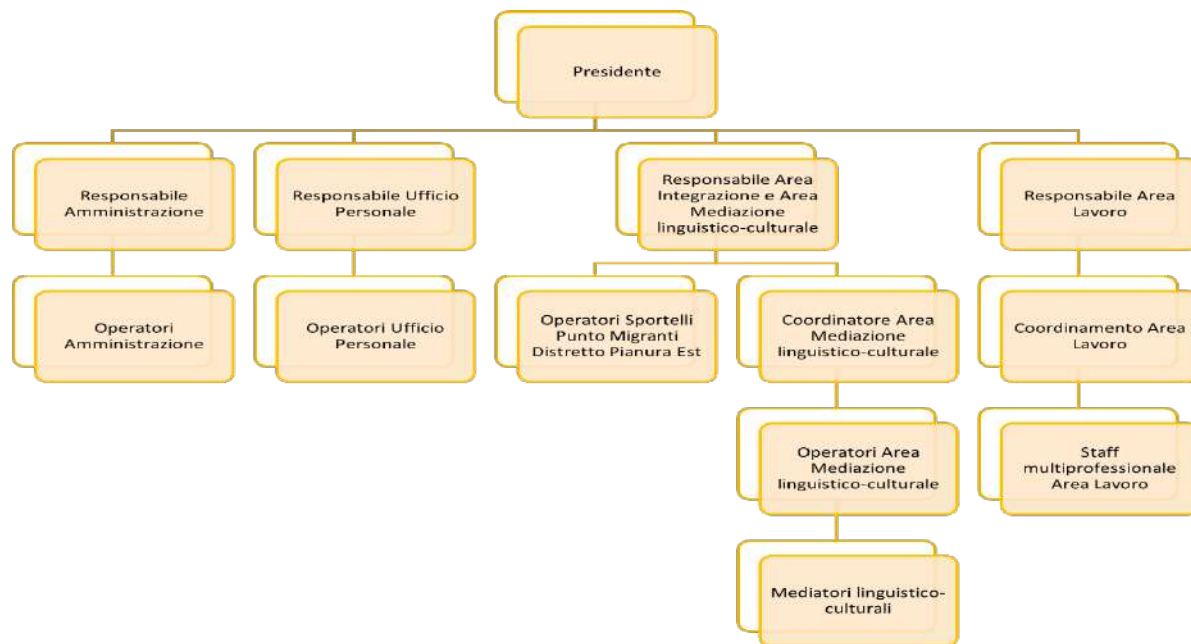 Presidente
Responsabile
Amministrazione
Responsabile Ufficio
Personale
Responsabile Area
Integrazione e Area
Mediazione
linguistico-culturale
Responsabile Area
Lavoro
Operatori
Amministrazione
Operatori Ufficio
Personale
Operatori Sportelli
Punto Migranti
Distretto Pianura Est
Coordinatore Area
Mediazione
linguistico-culturale
Coordinamento Area
Lavoro
Operatori Area
Mediazione
linguistico-culturale
Staff
multiprofessionale
Area Lavoro
Mediatori linguistico-
culturali